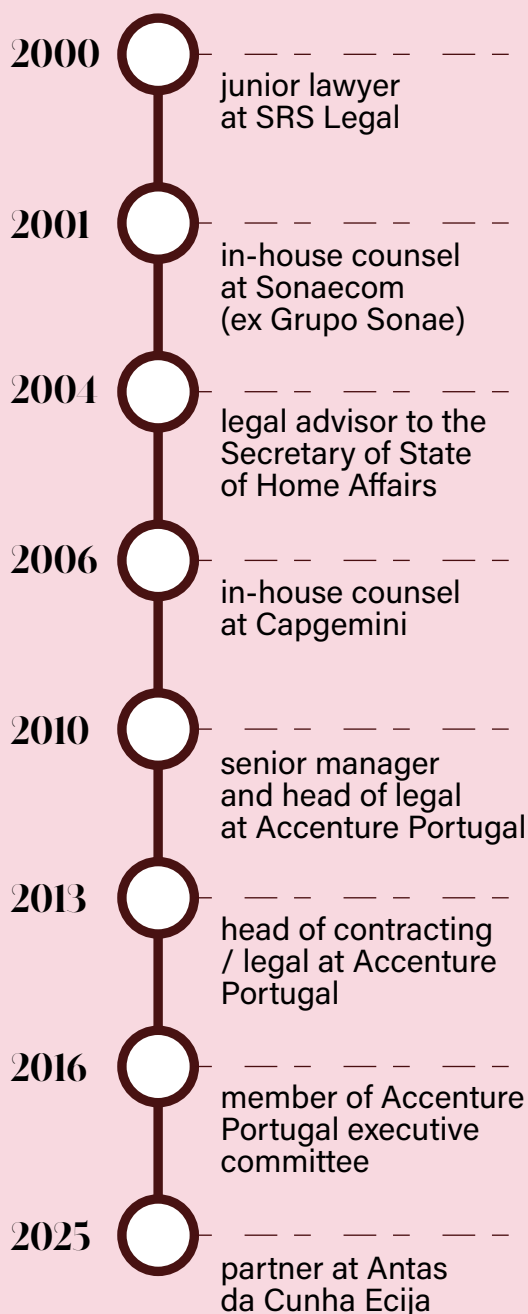 2000
junior lawyer
at SRS Legal
2001
in-house counsel
at Sonaecom
(ex Grupo Sonae)
2004
legal advisor to the
Secretary of State
of Home Affairs
2006
in-house counsel
at Capgemini
2010
senior manager
and head of legal
at Accenture Portugal
2013
head of contracting
/ legal at Accenture
Portugal
2016
member of Accenture
Portugal executive
committee
2025
partner at Antas
da Cunha Ecija